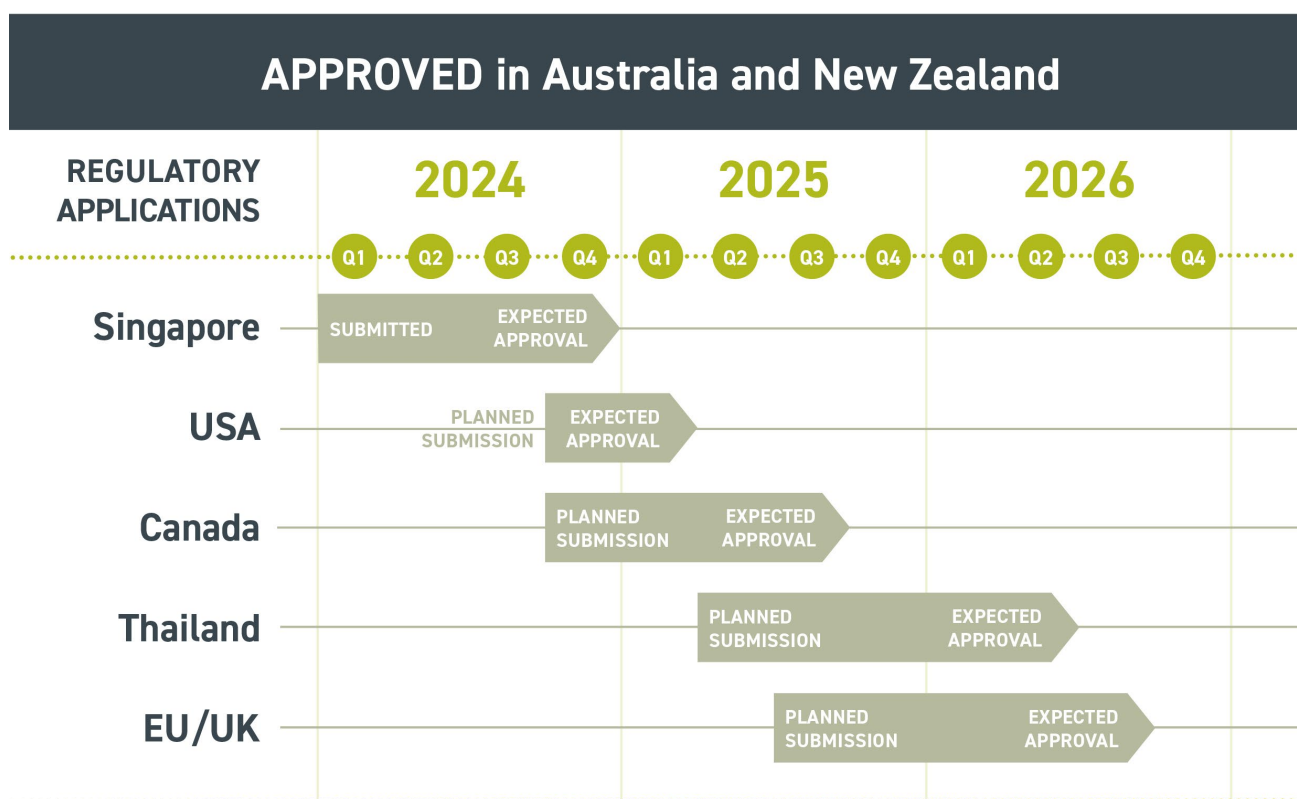 APPROVED in Australia and New Zealand
REGULATORY
APPLICATIONS
2024
2025
2026
Q1
Q2
Q3
Q4
Q1
Q2
Q3
Q4
Q1
Q2
Q3
Q4
Singapore
SUBMITTED
EXPECTED
APPROVAL
USA
PLANNED
SUBMISSION
EXPECTED
APPROVAL
Canada
PLANNED
SUBMISSION
EXPECTED
APPROVAL
Thailand
PLANNED
SUBMISSION
EXPECTED
APPROVAL
EU/UK
PLANNED
SUBMISSION
EXPECTED
APPROVAL